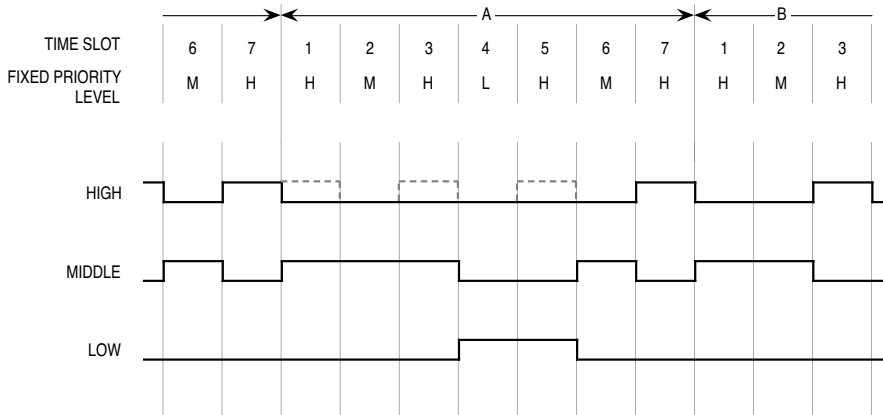 A B
TIME SLOT 6 7 1 2 3 4 5 6 7 1 2 3
FIXED PRIORITY M H H M H L H M H H M H
LEVEL
HIGH
MIDDLE
LOW